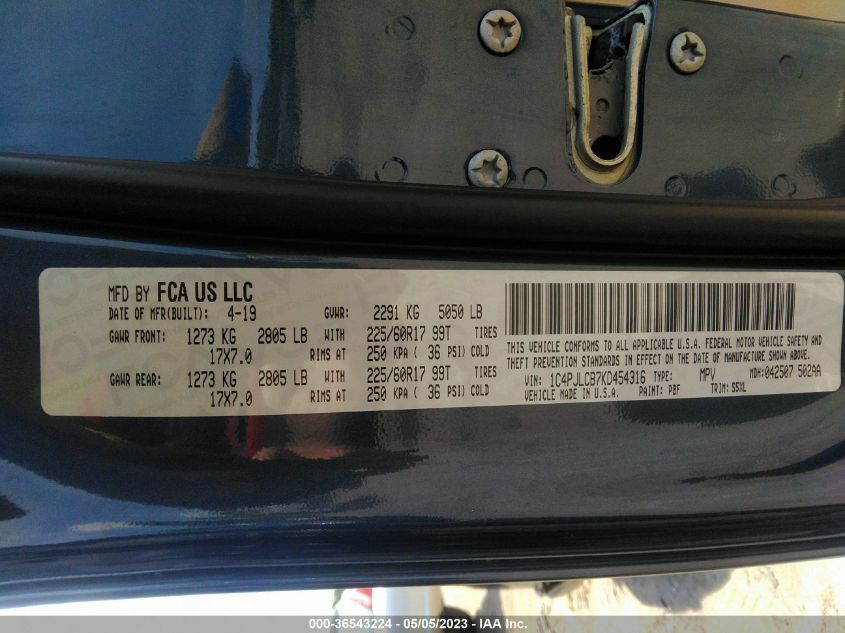 MFD BY FCA US LLC
DATE OF MFR(BUILT): 4-19 GVWR: 2291 KG 5050 LB
GAWR FRONT: 1273 KG 2805 LB WITH 225/60R17 99T TIRES
17X7.0 RIMS AT 250 KPA ( 36 PSI) COLD
GAWR REAR: 1273 KG 2805 LB WITH 225/60R17 99T TIRES
17X7.0 RIMS AT 250 KPA ( 36 PSI) COLD
THIS VEHICLE CONFORMS TO ALL APPLICABLE U.S.A. FEDERAL MOTOR VEHICLE SAFETY AND
THEFT PREVENTION STANDARDS IN EFFECT ON THE DATE OF MANUFACTURE SHOWN ABOVE.
VIN: 1C4PJLCB7KD454316 TYPE: MPV MDH: 042507 502AA
VEHICLE MADE IN U.S.A. PAINT: PBF TRIM: S5XL
000-36543224 - 05/05/2023 - IAA Inc.